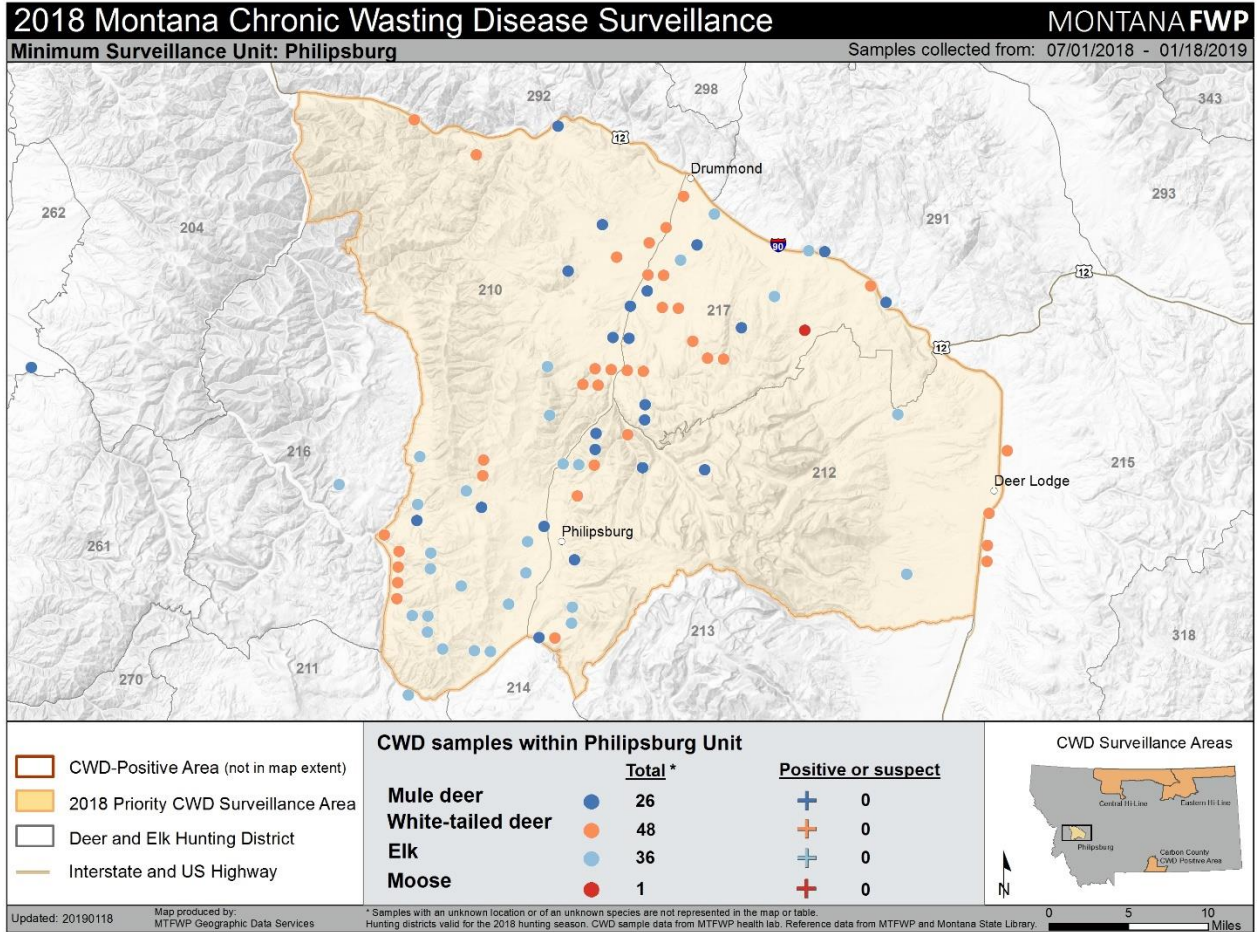 2018 Montana Chronic Wasting Disease Surveillance
MONTANA FWP
Minimum Surveillance Unit: Philipsburg
Samples collected from: 07/01/2018 - 01/18/2019
292
298
343
12
Drummond
293
262
204
291
90
12
210
217
12
216
212
215
Deer Lodge
261
Philipsburg
213
318
211
270
214
CWD-Positive Area (not in map extent)
2018 Priority CWD Surveillance Area
Deer and Elk Hunting District
Interstate and US Highway
CWD samples within Philipsburg Unit
Total * Positive or suspect
Mule deer 26 0
White-tailed deer 48 0
Elk 36 0
Moose 1 0
CWD Surveillance Areas
Central Hi-Line
Eastern Hi-Line
Philipsburg
Carbon County
CWD Positive Area
N
Updated: 20190118
Map produced by:
MTFWP Geographic Data Services
* Samples with an unknown location or of an unknown species are not represented in the map or table.
Hunting districts valid for the 2018 hunting season. CWD sample data from MTFWP health lab. Reference data from MTFWP and Montana State Library.
0 5 10
Miles